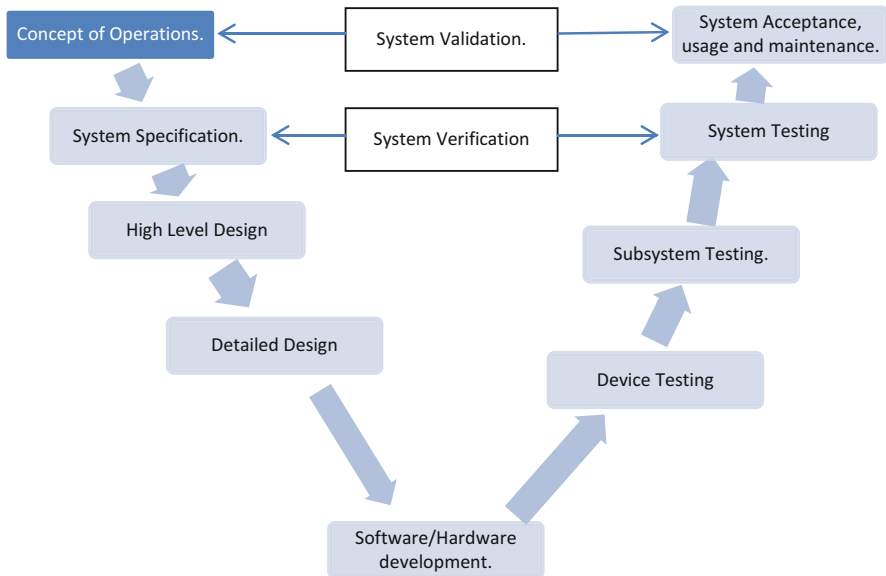 Concept of Operations.
System Validation.
System Acceptance,
usage and maintenance.
System Specification.
System Verification
System Testing
High Level Design
Subsystem Testing.
Detailed Design
Device Testing
Software/Hardware
development.